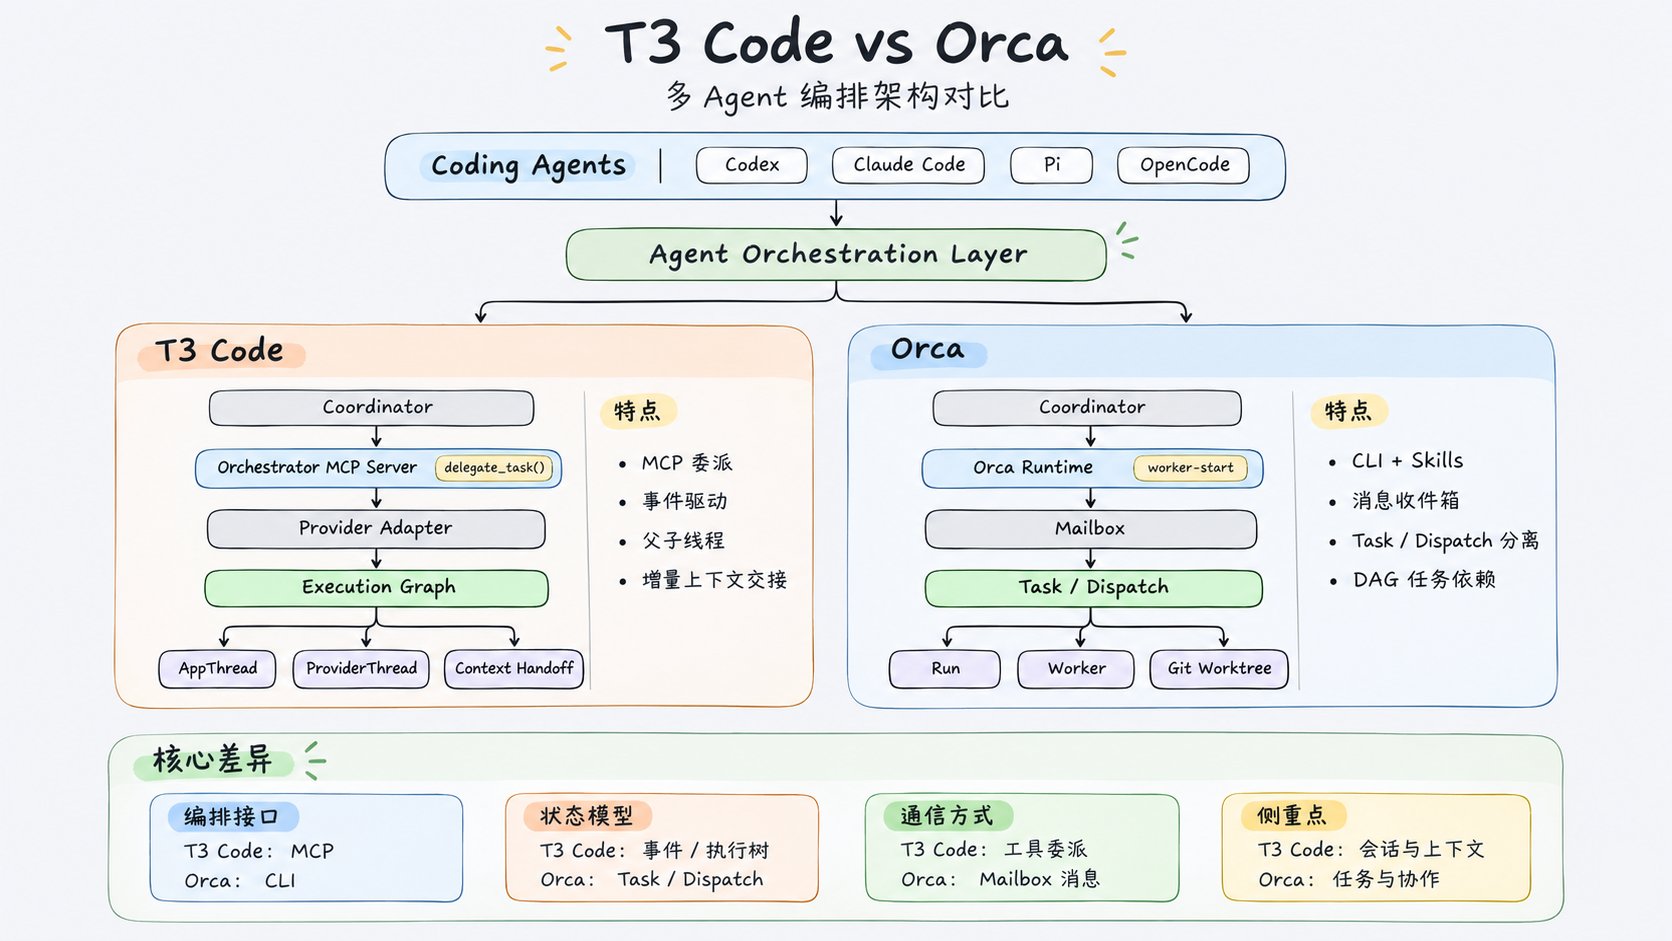 T3 Code vs Orca
多 Agent 编排架构对比
Coding Agents | Codex Claude Code Pi OpenCode
Agent Orchestration Layer
T3 Code
Coordinator
Orchestrator MCP Server delegate_task()
Provider Adapter
Execution Graph
AppThread ProviderThread Context Handoff
特点
• MCP 委派
• 事件驱动
• 父子线程
• 增量上下文交接
Orca
Coordinator
Orca Runtime worker-start
Mailbox
Task / Dispatch
Run Worker Git Worktree
特点
• CLI + Skills
• 消息收件箱
• Task / Dispatch 分离
• DAG 任务依赖
核心差异
编排接口
T3 Code: MCP
Orca: CLI
状态模型
T3 Code: 事件 / 执行树
Orca: Task / Dispatch
通信方式
T3 Code: 工具委派
Orca: Mailbox 消息
侧重点
T3 Code: 会话与上下文
Orca: 任务与协作